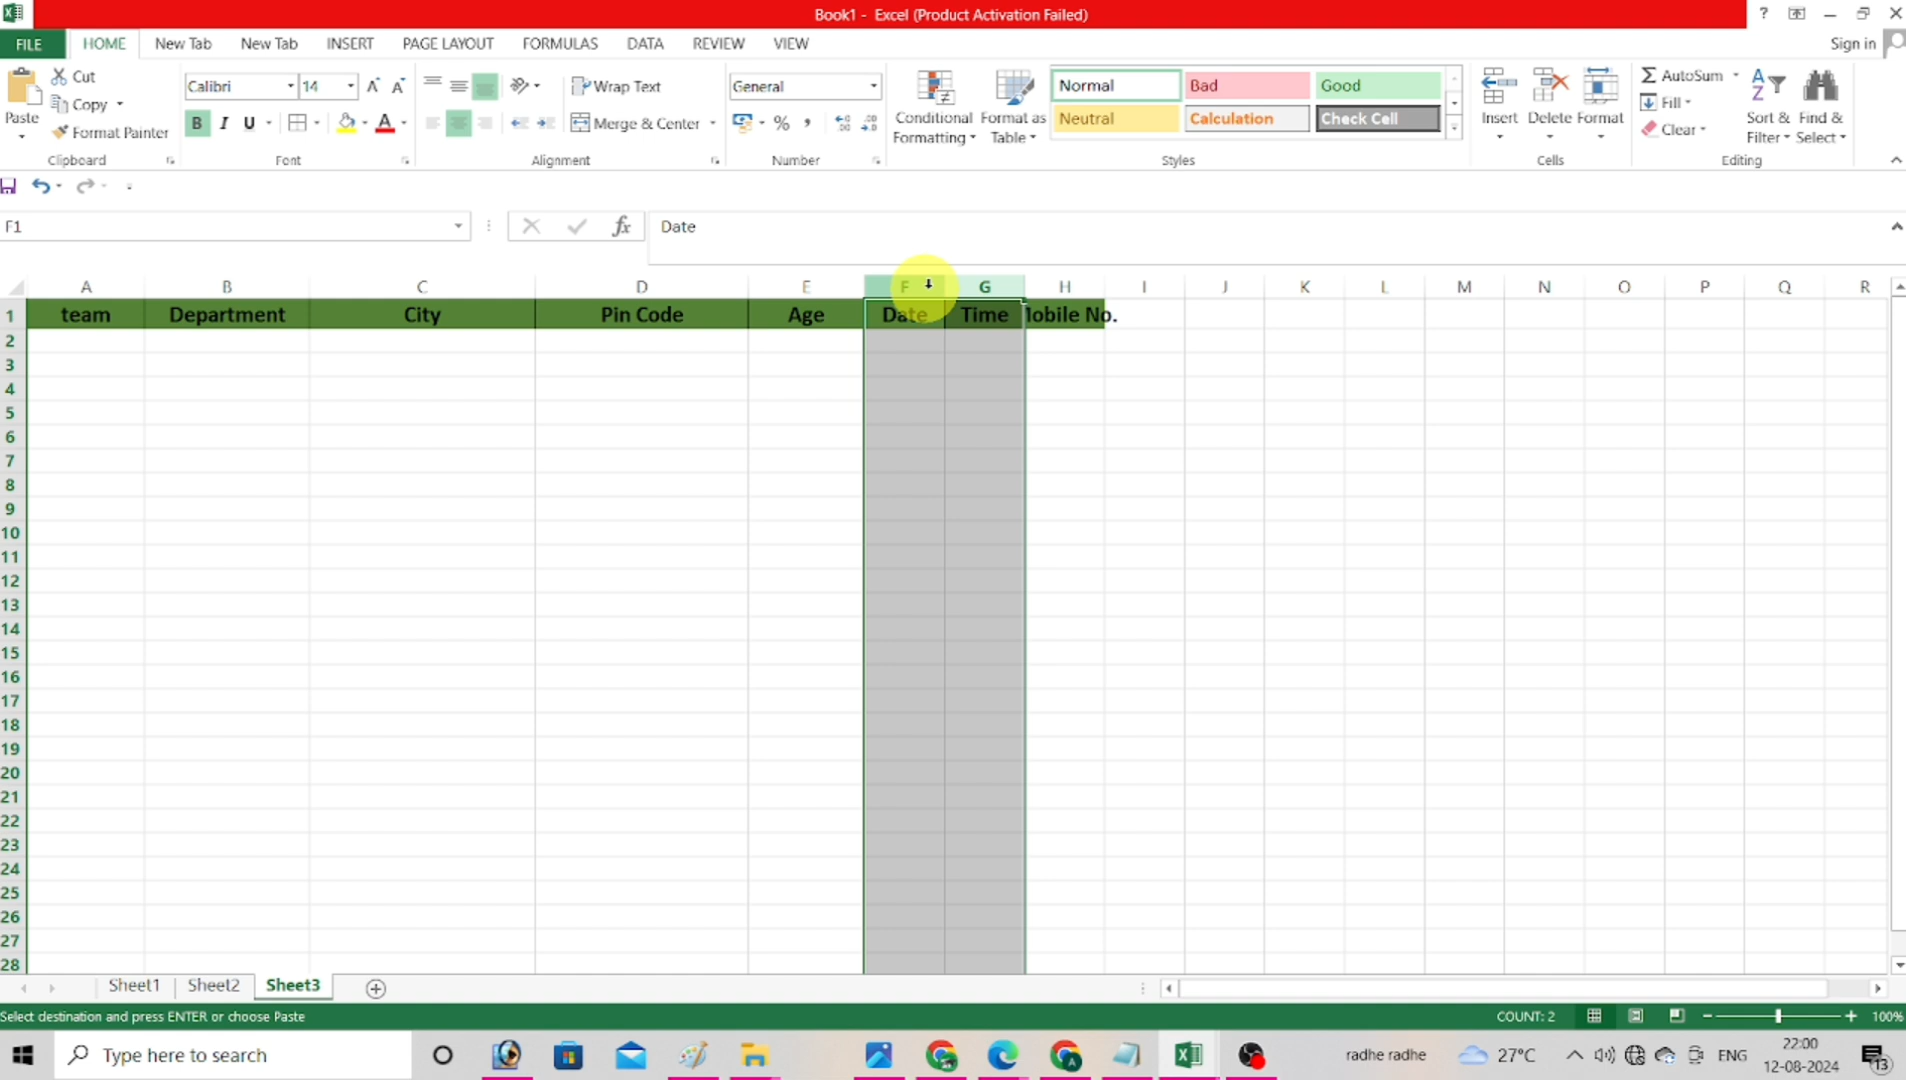 Book1 - Excel (Product Activation Failed)
?
FILE HOME New Tab New Tab INSERT PAGE LAYOUT FORMULAS DATA REVIEW VIEW Sign in
Paste
Cut
Copy
Format Painter
Clipboard
Calibri 14
B I U
Font
Wrap Text
Merge & Center
Alignment
General
%
Number
Conditional Formatting
Format as Table
Normal Bad Good
Neutral Calculation Check Cell
Styles
Insert Delete Format
Cells
AutoSum
Fill
Clear
Sort & Filter
Find & Select
Editing
F1 fx Date
A B C D E F G H I J K L M N O P Q R
1 team Department City Pin Code Age Date Time Mobile No.
2
3
4
5
6
7
8
9
10
11
12
13
14
15
16
17
18
19
20
21
22
23
24
25
26
27
28
Sheet1 Sheet2 Sheet3
Select destination and press ENTER or choose Paste COUNT: 2 100%
Type here to search radhe radhe 27°C ENG 22:00
12-08-2024
13